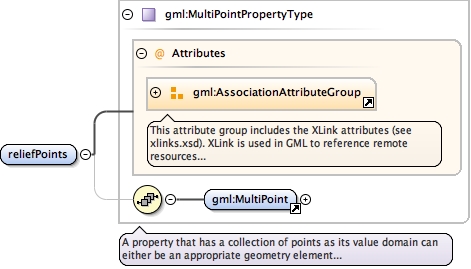 gml:MultiPointPropertyType
@ Attributes
gml:AssociationAttributeGroup
This attribute group includes the XLink attributes (see
xlinks.xsd). XLink is used in GML to reference remote
resources...
reliefPoints
gml:MultiPoint
A property that has a collection of points as its value domain can
either be an appropriate geometry element...